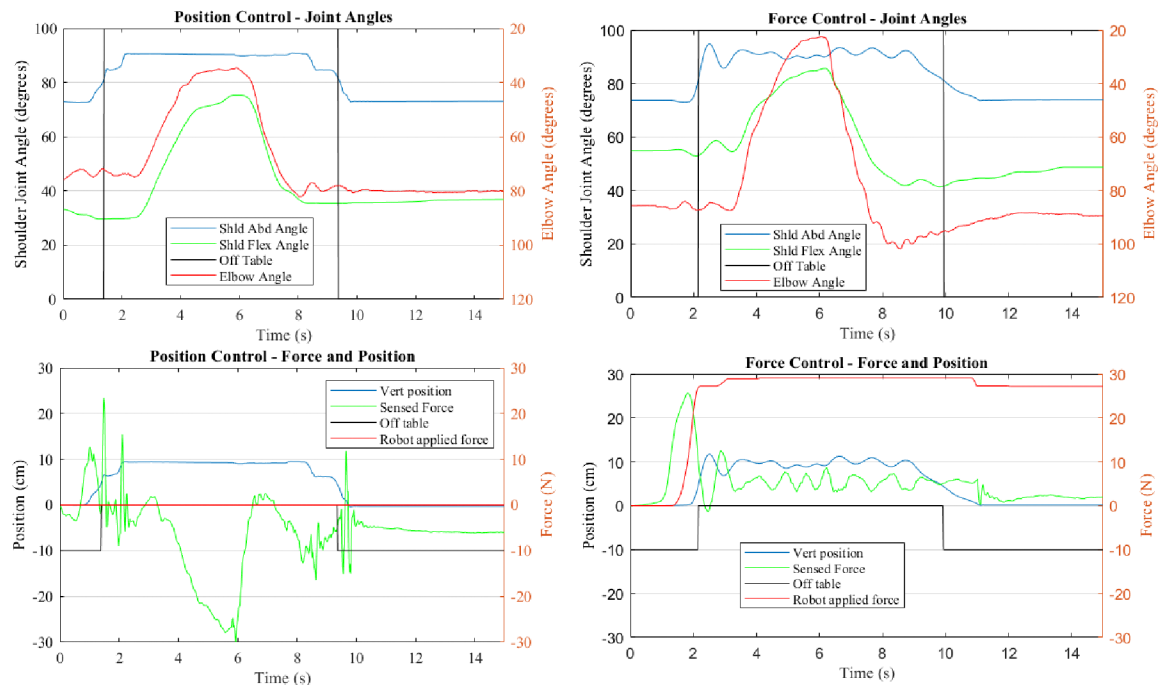 Position Control - Joint Angles
100
80
60
40
20
0
Shoulder Joint Angle (degrees)
20
40
60
80
100
120
Elbow Angle (degrees)
Shld Abd Angle
Shld Flex Angle
Off Table
Elbow Angle
0 2 4 6 8 10 12 14
Time (s)
Force Control - Joint Angles
100
80
60
40
20
0
Shoulder Joint Angle (degrees)
20
40
60
80
100
120
Elbow Angle (degrees)
Shld Abd Angle
Shld Flex Angle
Off Table
Elbow Angle
0 2 4 6 8 10 12 14
Time (s)
Position Control - Force and Position
30
20
10
0
-10
-20
-30
Position (cm)
30
20
10
0
-10
-20
-30
Force (N)
Vert position
Sensed Force
Off table
Robot applied force
0 2 4 6 8 10 12 14
Time (s)
Force Control - Force and Position
30
20
10
0
-10
-20
-30
Position (cm)
30
20
10
0
-10
-20
-30
Force (N)
Vert position
Sensed Force
Off table
Robot applied force
0 2 4 6 8 10 12 14
Time (s)